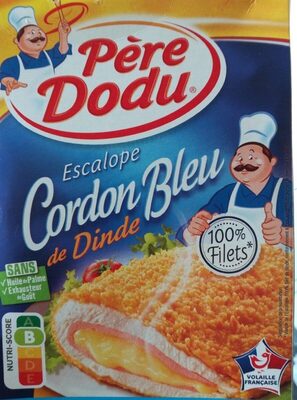 Père
Dodu®
Escalope
Cordon Bleu
de Dinde
100%
Filets*
SANS
✓ Huile de Palme
✓ Exhausteur
de Goût
NUTRI-SCORE
A
B
C
D
E
VOLAILLE
FRANÇAISE